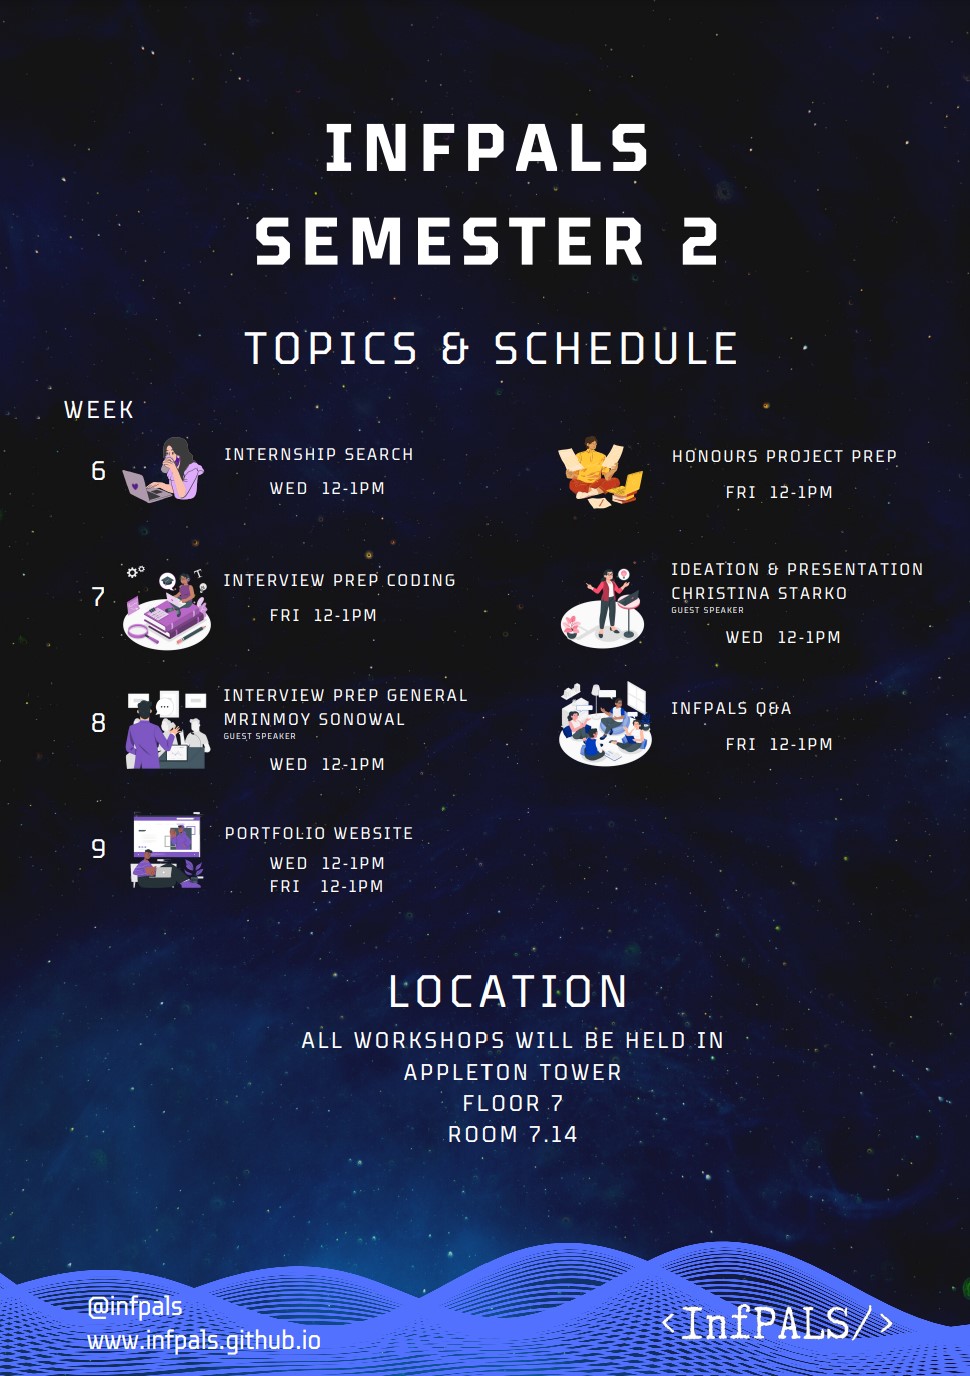 INFPALS
SEMESTER 2
TOPICS & SCHEDULE
WEEK
6
INTERNSHIP SEARCH
WED 12-1PM
HONOURS PROJECT PREP
FRI 12-1PM
7
INTERVIEW PREP CODING
FRI 12-1PM
IDEATION & PRESENTATION
CHRISTINA STARKO
GUEST SPEAKER
WED 12-1PM
8
INTERVIEW PREP GENERAL
MRINMOY SONOWAL
GUEST SPEAKER
WED 12-1PM
INFPALS Q&A
FRI 12-1PM
9
PORTFOLIO WEBSITE
WED 12-1PM
FRI 12-1PM
LOCATION
ALL WORKSHOPS WILL BE HELD IN
APPLETON TOWER
FLOOR 7
ROOM 7.14
@infpals
www.infpals.github.io
<InfPALS/>